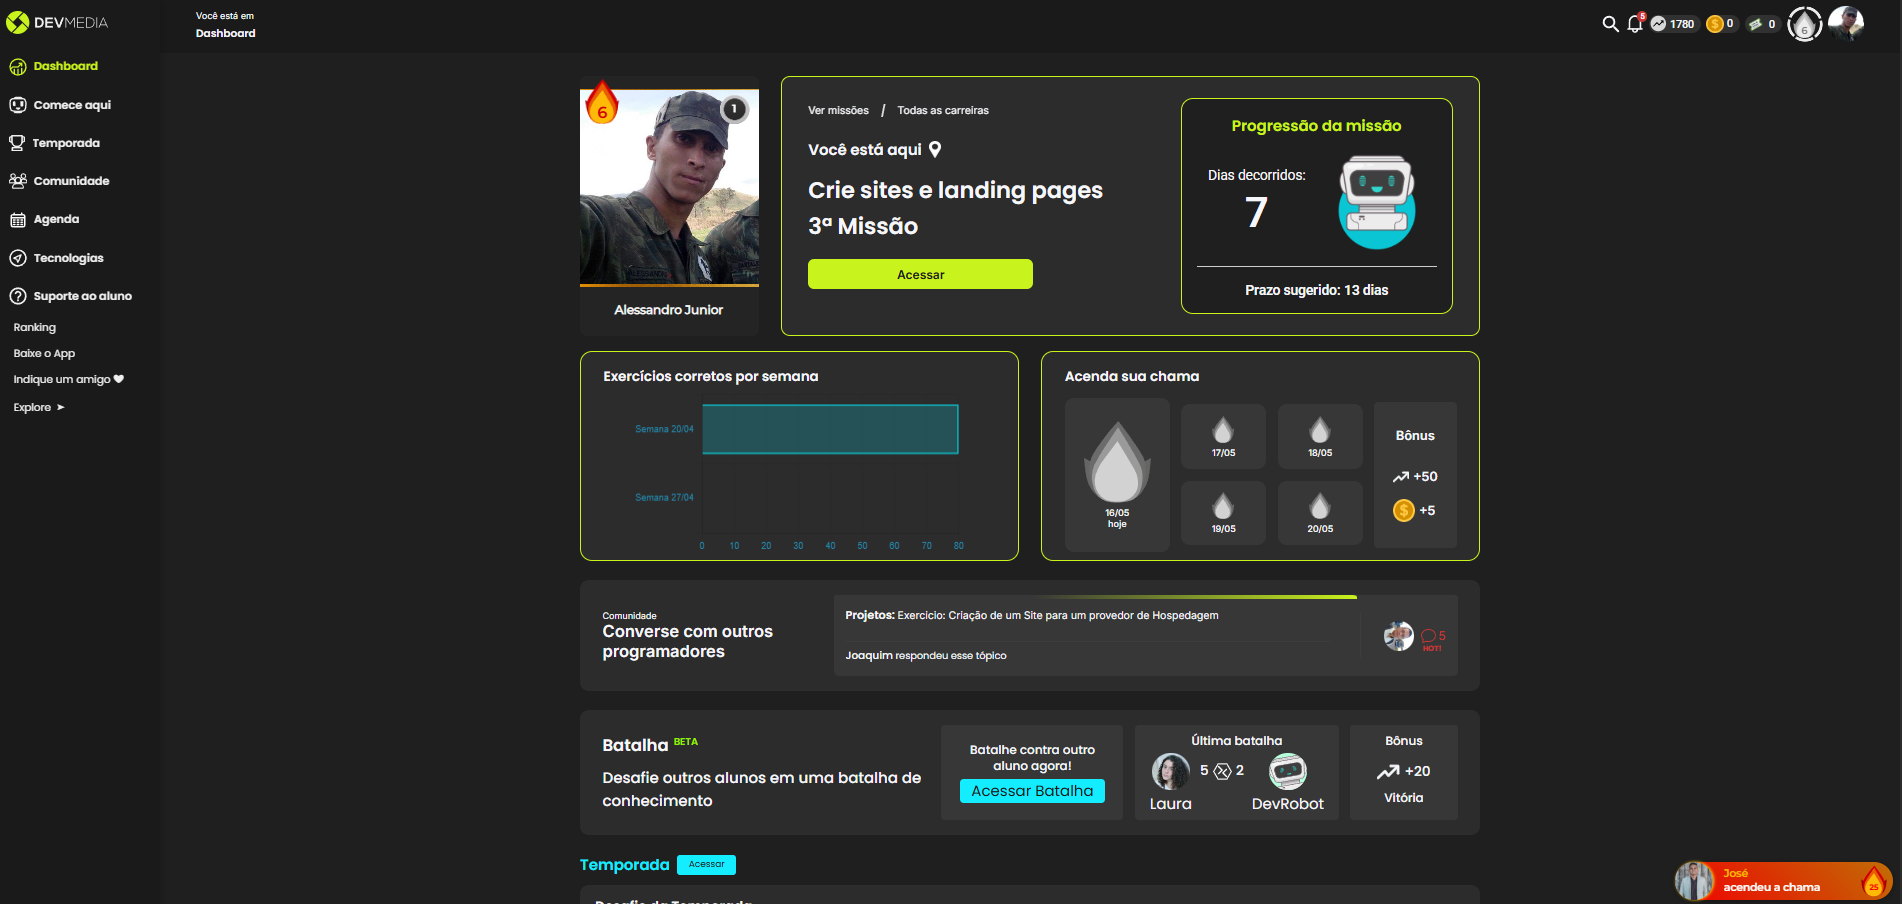 DEVMEDIA
Você está em
Dashboard
5
1780
0
0
6
Dashboard
Comece aqui
Temporada
Comunidade
Agenda
Tecnologias
Suporte ao aluno
Ranking
Baixe o App
Indique um amigo
Explore
6
1
ALESSANDRO
Alessandro Junior
Ver missões / Todas as carreiras
Você está aqui
Crie sites e landing pages
3ª Missão
Acessar
Progressão da missão
Dias decorridos:
7
Prazo sugerido: 13 dias
Exercícios corretos por semana
Semana 20/04
Semana 27/04
0 10 20 30 40 50 60 70 80
Acenda sua chama
16/05
hoje
17/05
18/05
19/05
20/05
Bônus
+50
$ +5
Comunidade
Converse com outros
programadores
Projetos: Exercício: Criação de um Site para um provedor de Hospedagem
Joaquim respondeu esse tópico
5
HOT!
Batalha BETA
Desafie outros alunos em uma batalha de
conhecimento
Batalhe contra outro
aluno agora!
Acessar Batalha
Última batalha
5 2
Laura DevRobot
Bônus
+20
Vitória
Temporada Acessar
Desafio da Temporada
José
acendeu a chama
25